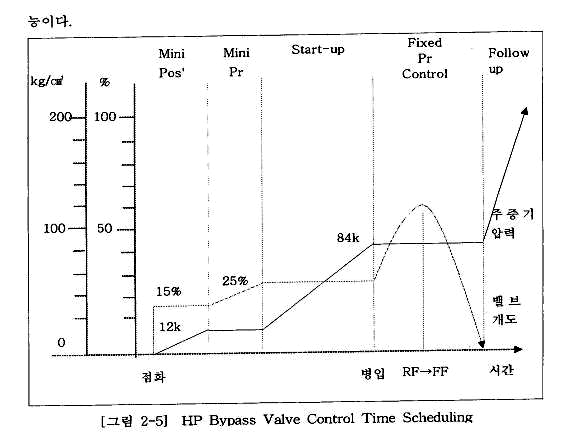 능이다.
Mini Pos'
Mini Pr
Start-up
Fixed Pr Control
Follow up
kg/㎠
%
200
100
100
50
0
15%
12k
25%
84k
주증기 압력
밸브 개도
점화
병입
RF→FF
시간
[그림 2-5] HP Bypass Valve Control Time Scheduling